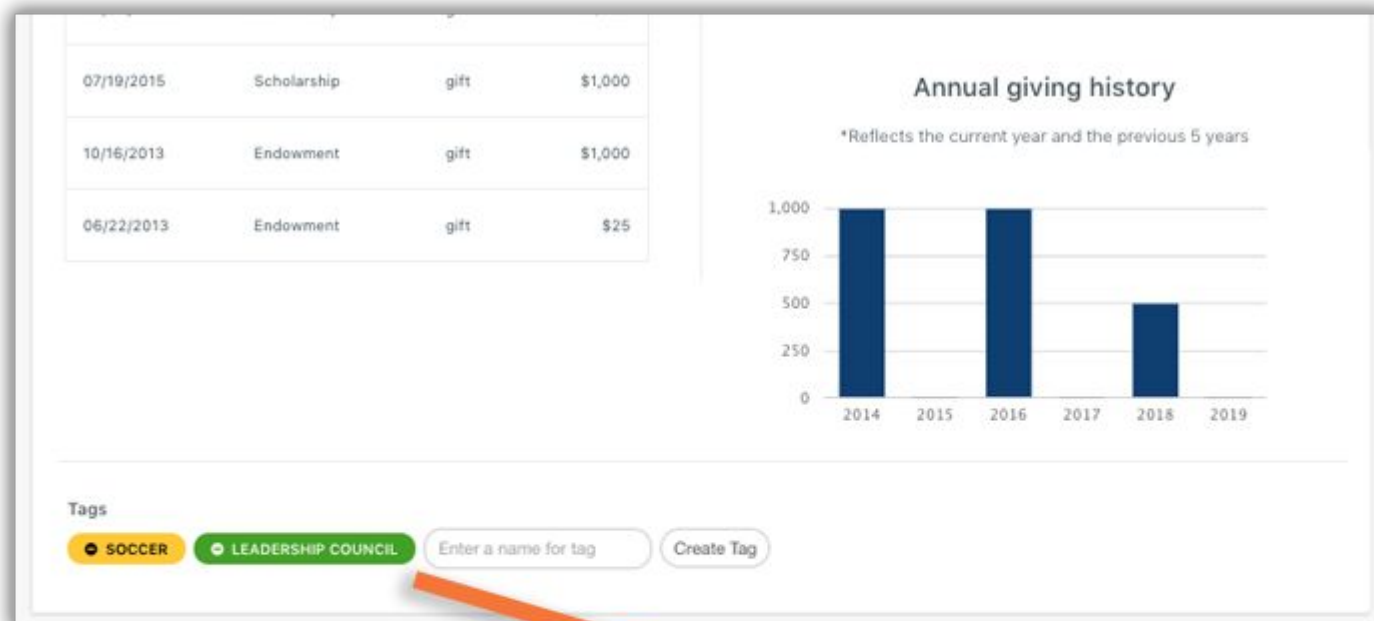 07/19/2015 Scholarship gift $1,000
10/16/2013 Endowment gift $1,000
06/22/2013 Endowment gift $25
Annual giving history
*Reflects the current year and the previous 5 years
1,000
750
500
250
0
2014 2015 2016 2017 2018 2019
Tags
SOCCER LEADERSHIP COUNCIL Enter a name for tag Create Tag